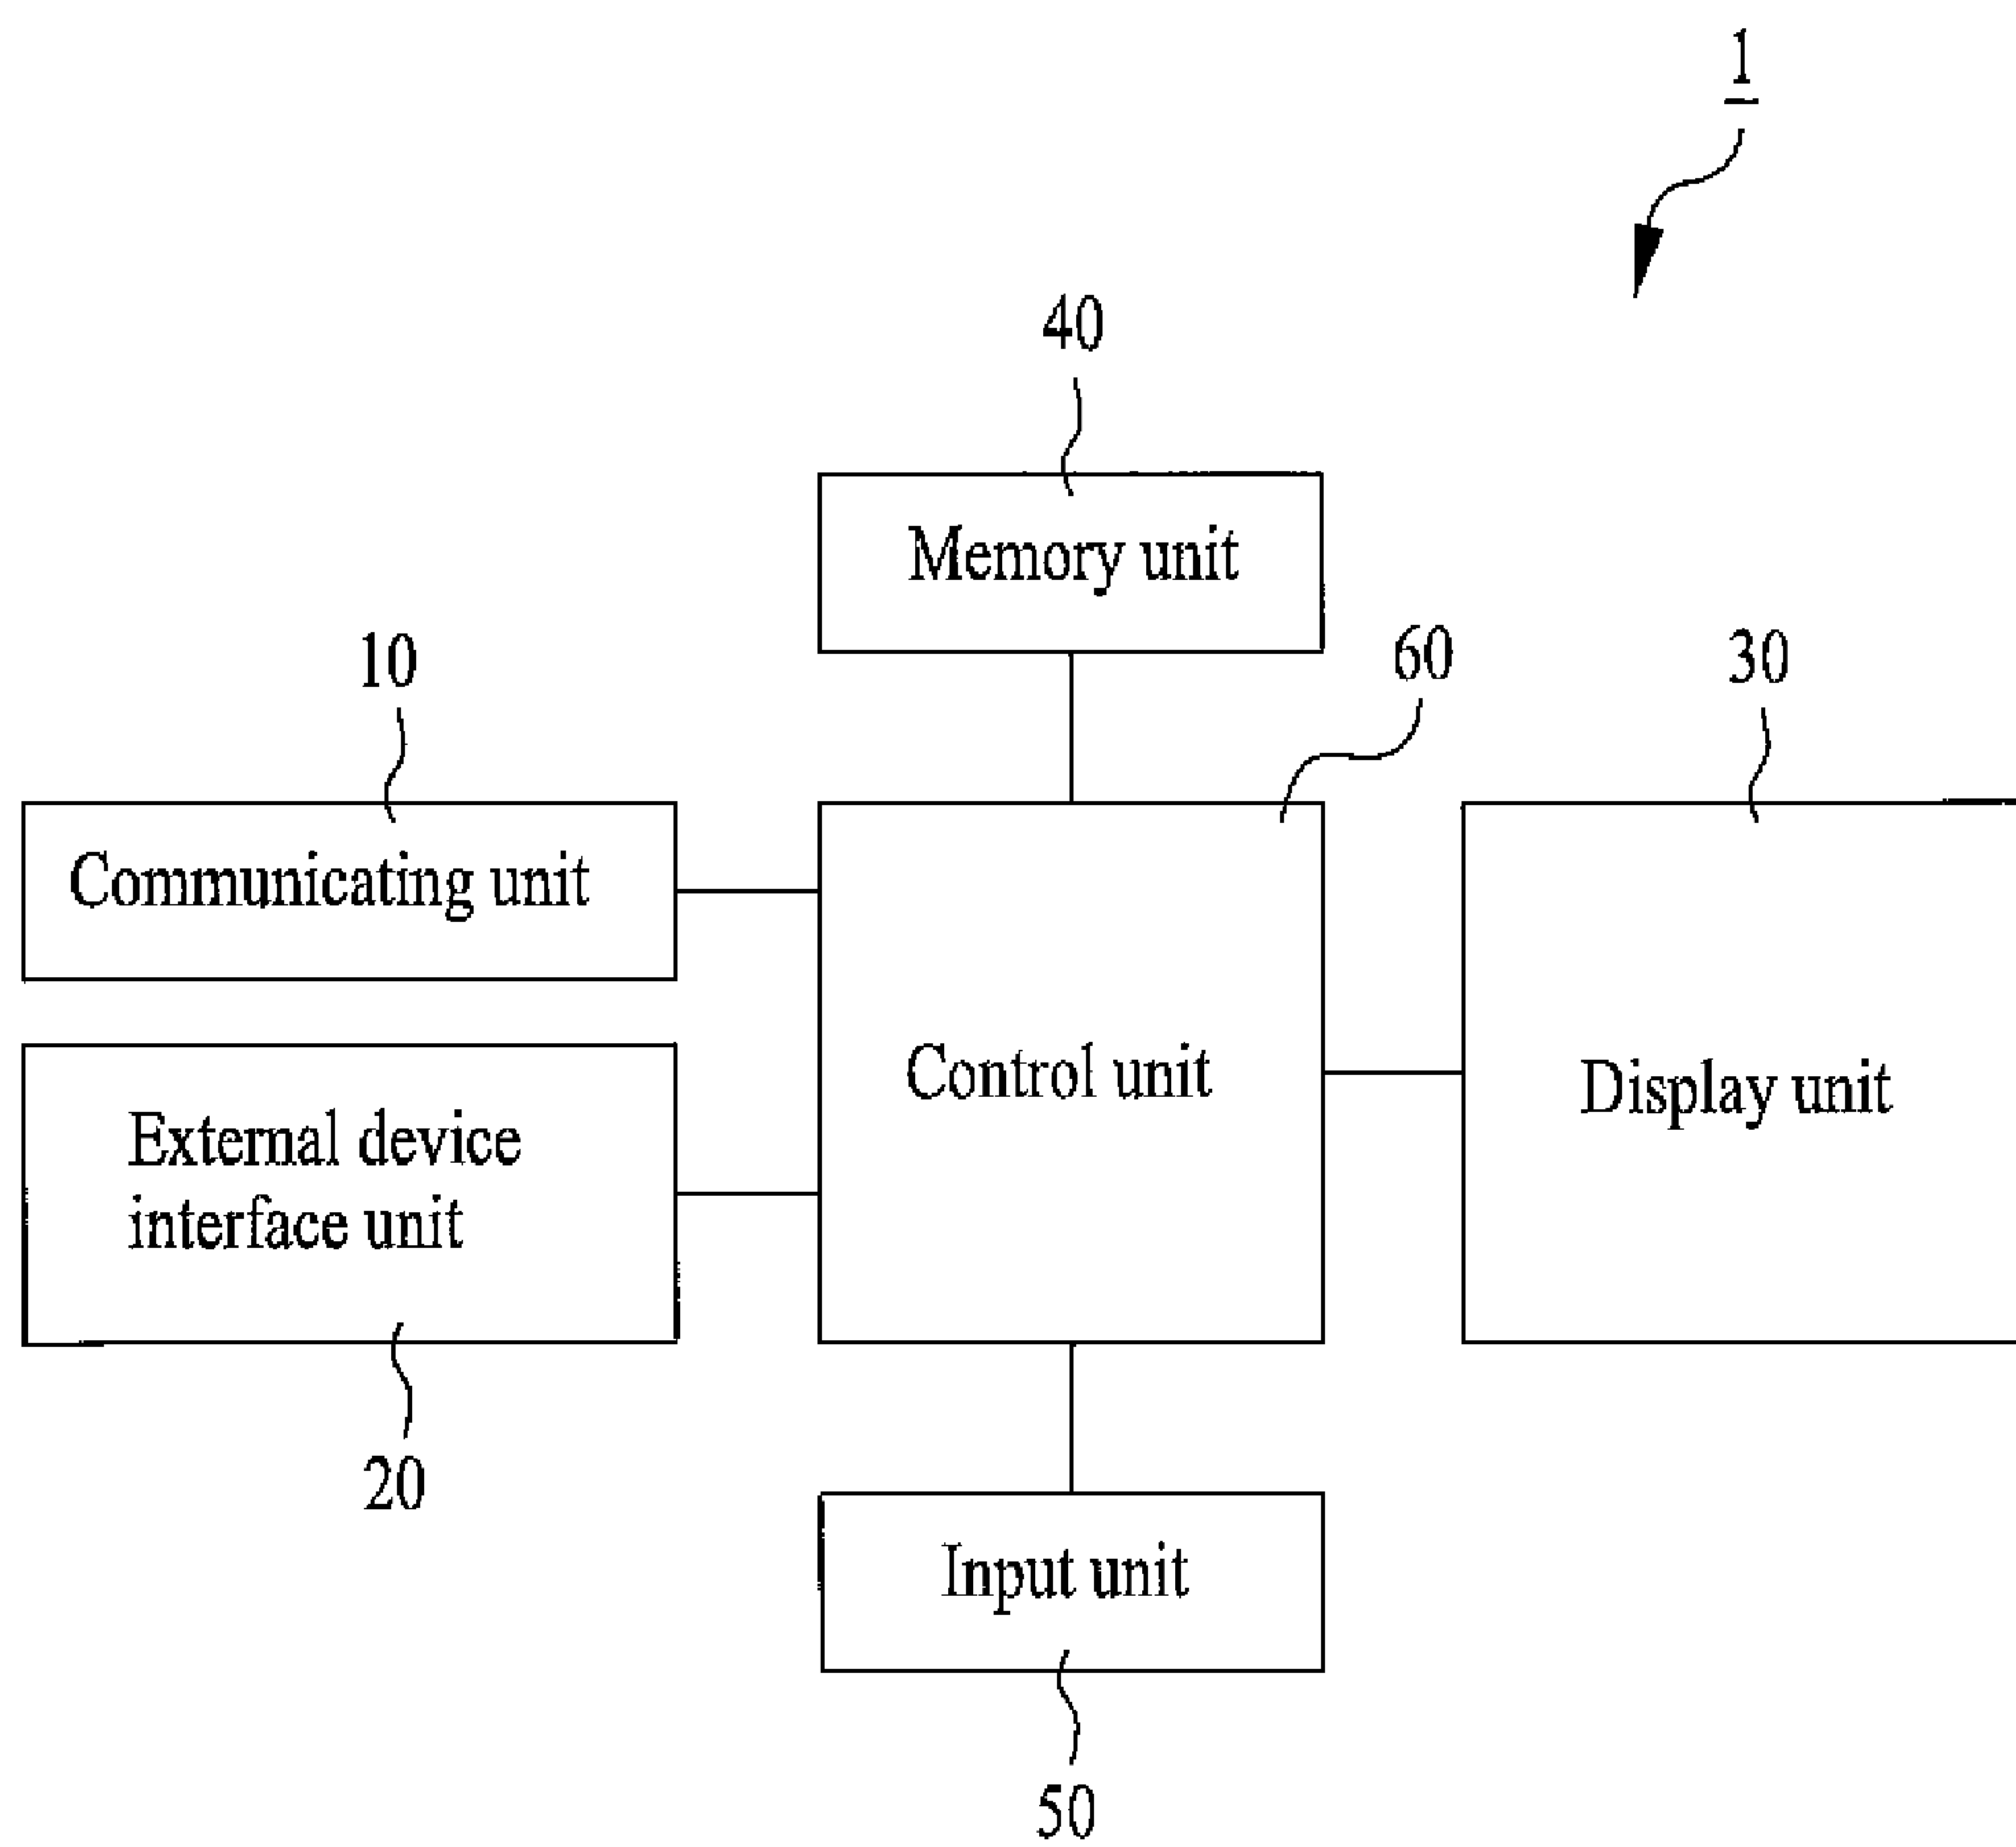 1
40
Memory unit
10
60
30
Communicating unit
Control unit
Display unit
External device
interface unit
20
Input unit
50